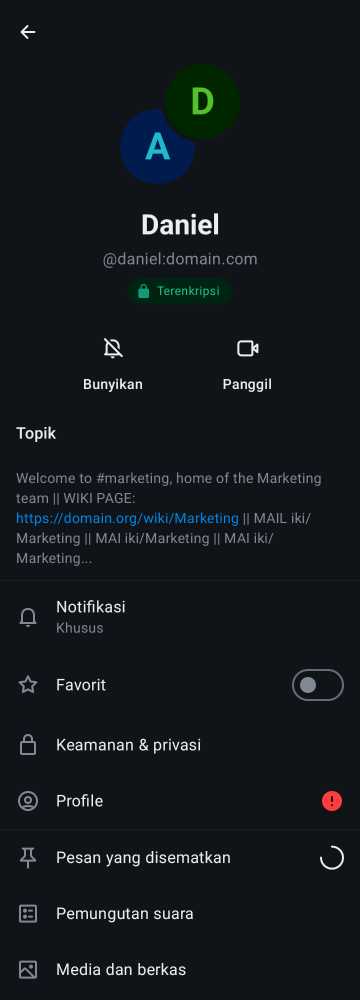 D
A
Daniel
@daniel:domain.com
Terenkripsi
Bunyikan
Panggil
Topik
Welcome to #marketing, home of the Marketing
team || WIKI PAGE:
https://domain.org/wiki/Marketing || MAIL iki/
Marketing || MAI iki/Marketing || MAI iki/
Marketing...
Notifikasi
Khusus
Favorit
Keamanan & privasi
Profile
Pesan yang disematkan
Pemungutan suara
Media dan berkas